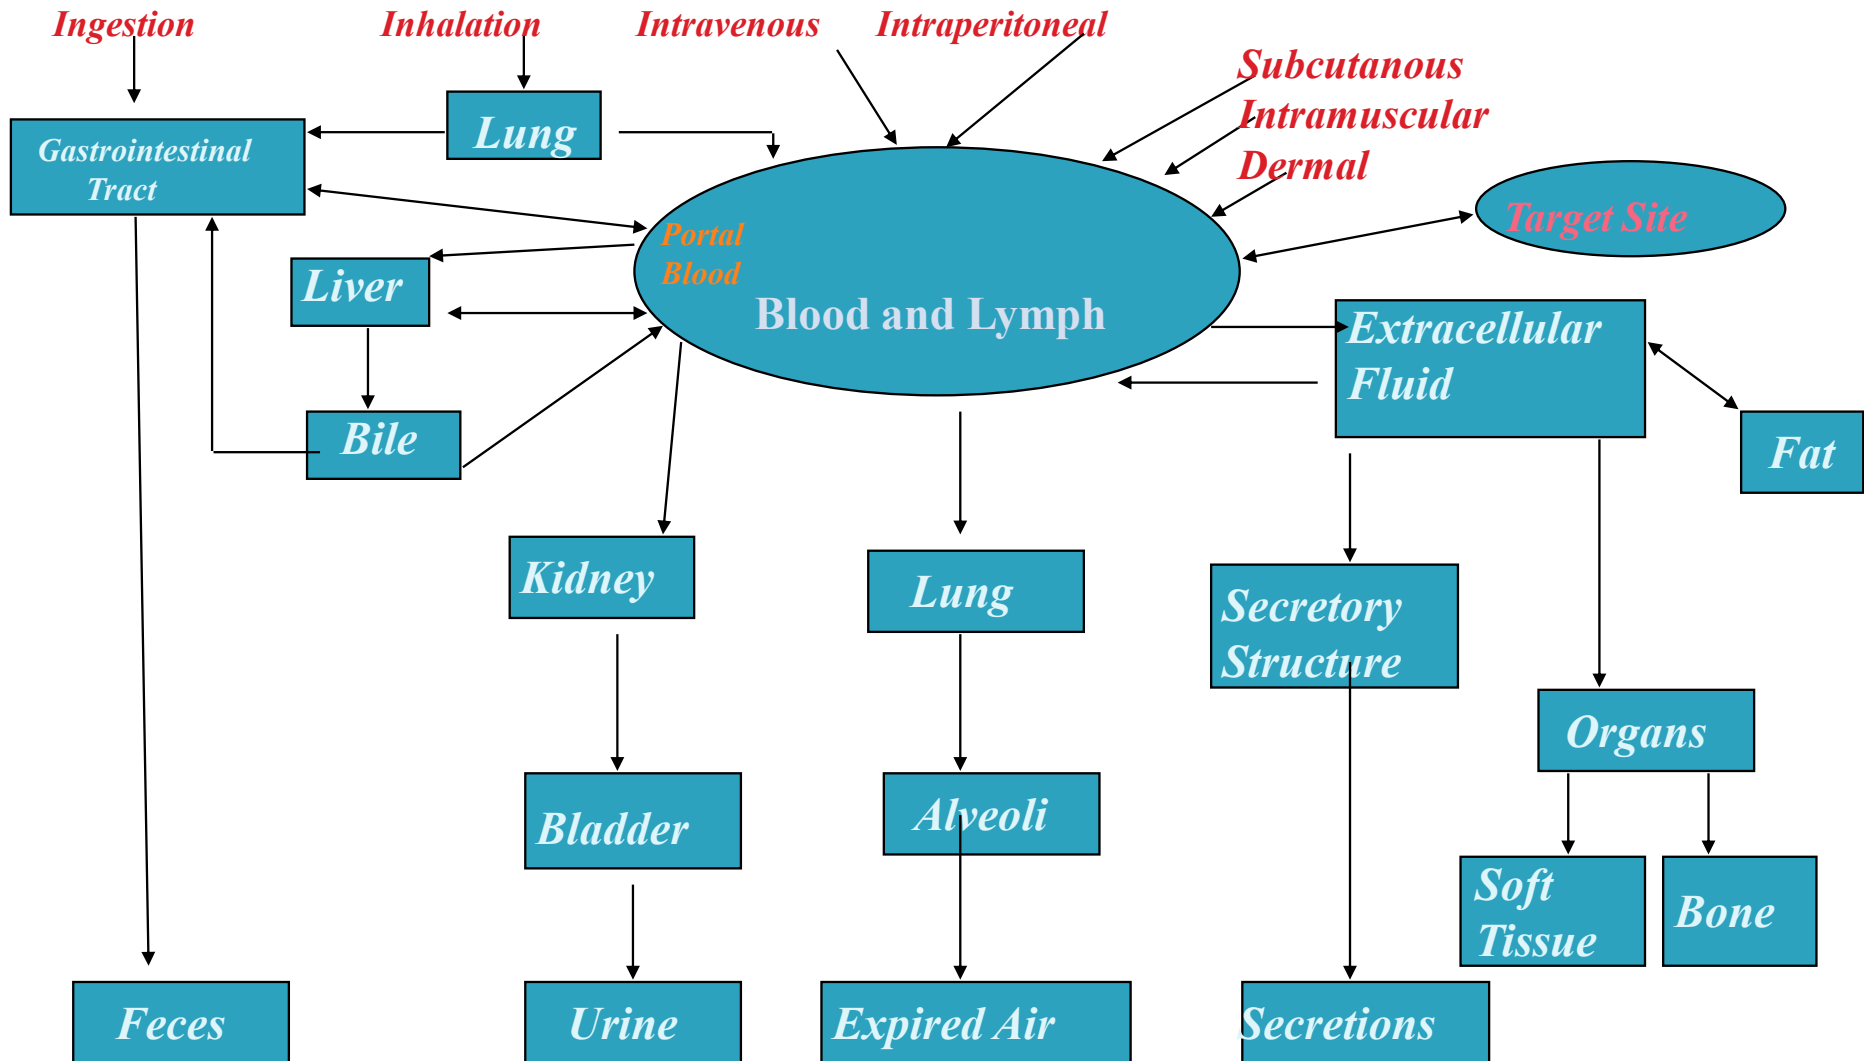 Ingestion
Inhalation
Intravenous
Intraperitoneal
Subcutanous
Intramuscular
Dermal
Lung
Gastrointestinal
Tract
Target Site
Portal
Blood
Blood and Lymph
Liver
Extracellular
Fluid
Bile
Fat
Kidney
Lung
Secretory
Structure
Organs
Bladder
Alveoli
Soft
Tissue
Bone
Feces
Urine
Expired Air
Secretions